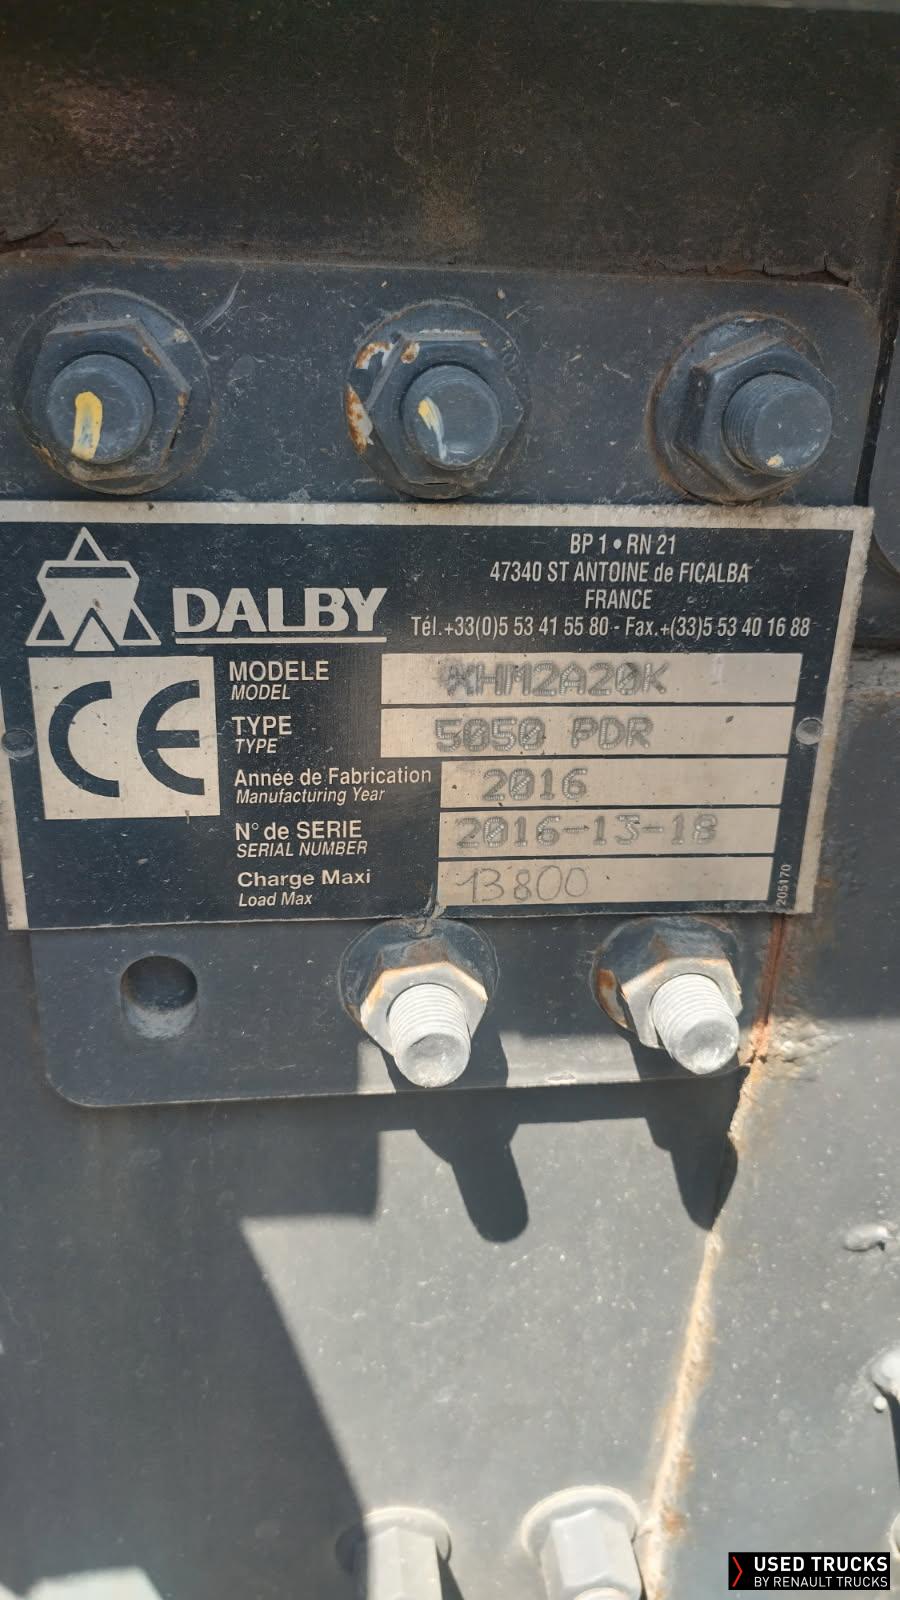 BP 1 • RN 21
47340 ST ANTOINE de FICALBA
FRANCE
DALBY
Tél.+33(0)5 53 41 55 80 - Fax.+(33)5 53 40 16 88
CE
MODELE XHM2A20K
MODEL
TYPE 5050 PDR
TYPE
Année de Fabrication 2016
Manufacturing Year
N° de SERIE 2016-13-18
SERIAL NUMBER
Charge Maxi 13800
Load Max
205170
USED TRUCKS
BY RENAULT TRUCKS